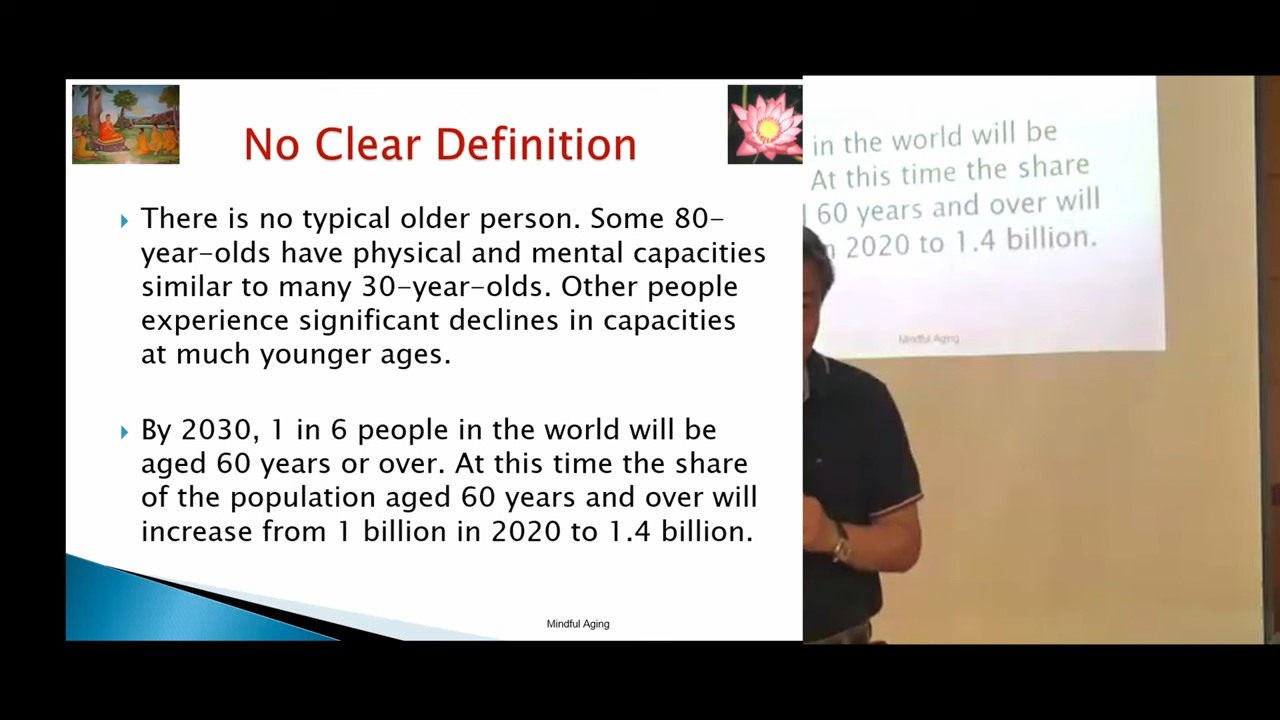 No Clear Definition
There is no typical older person. Some 80-
year-olds have physical and mental capacities
similar to many 30-year-olds. Other people
experience significant declines in capacities
at much younger ages.
By 2030, 1 in 6 people in the world will be
aged 60 years or over. At this time the share
of the population aged 60 years and over will
increase from 1 billion in 2020 to 1.4 billion.
Mindful Aging
in the world will be
At this time the share
60 years and over will
2020 to 1.4 billion.
Mindful Aging